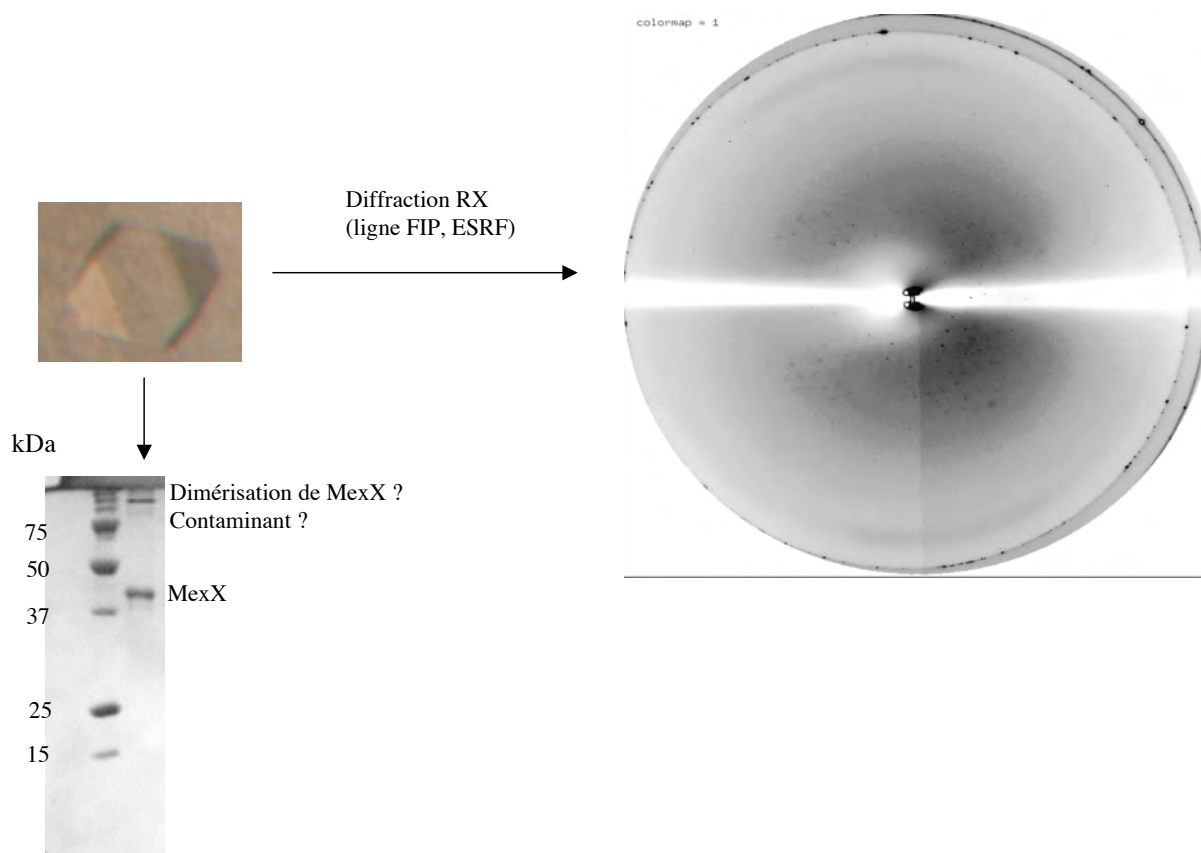 colormap = 1
Diffraction RX
(ligne FIP, ESRF)
kDa
Dimérisation de MexX ?
Contaminant ?
75
50
MexX
37
25
15